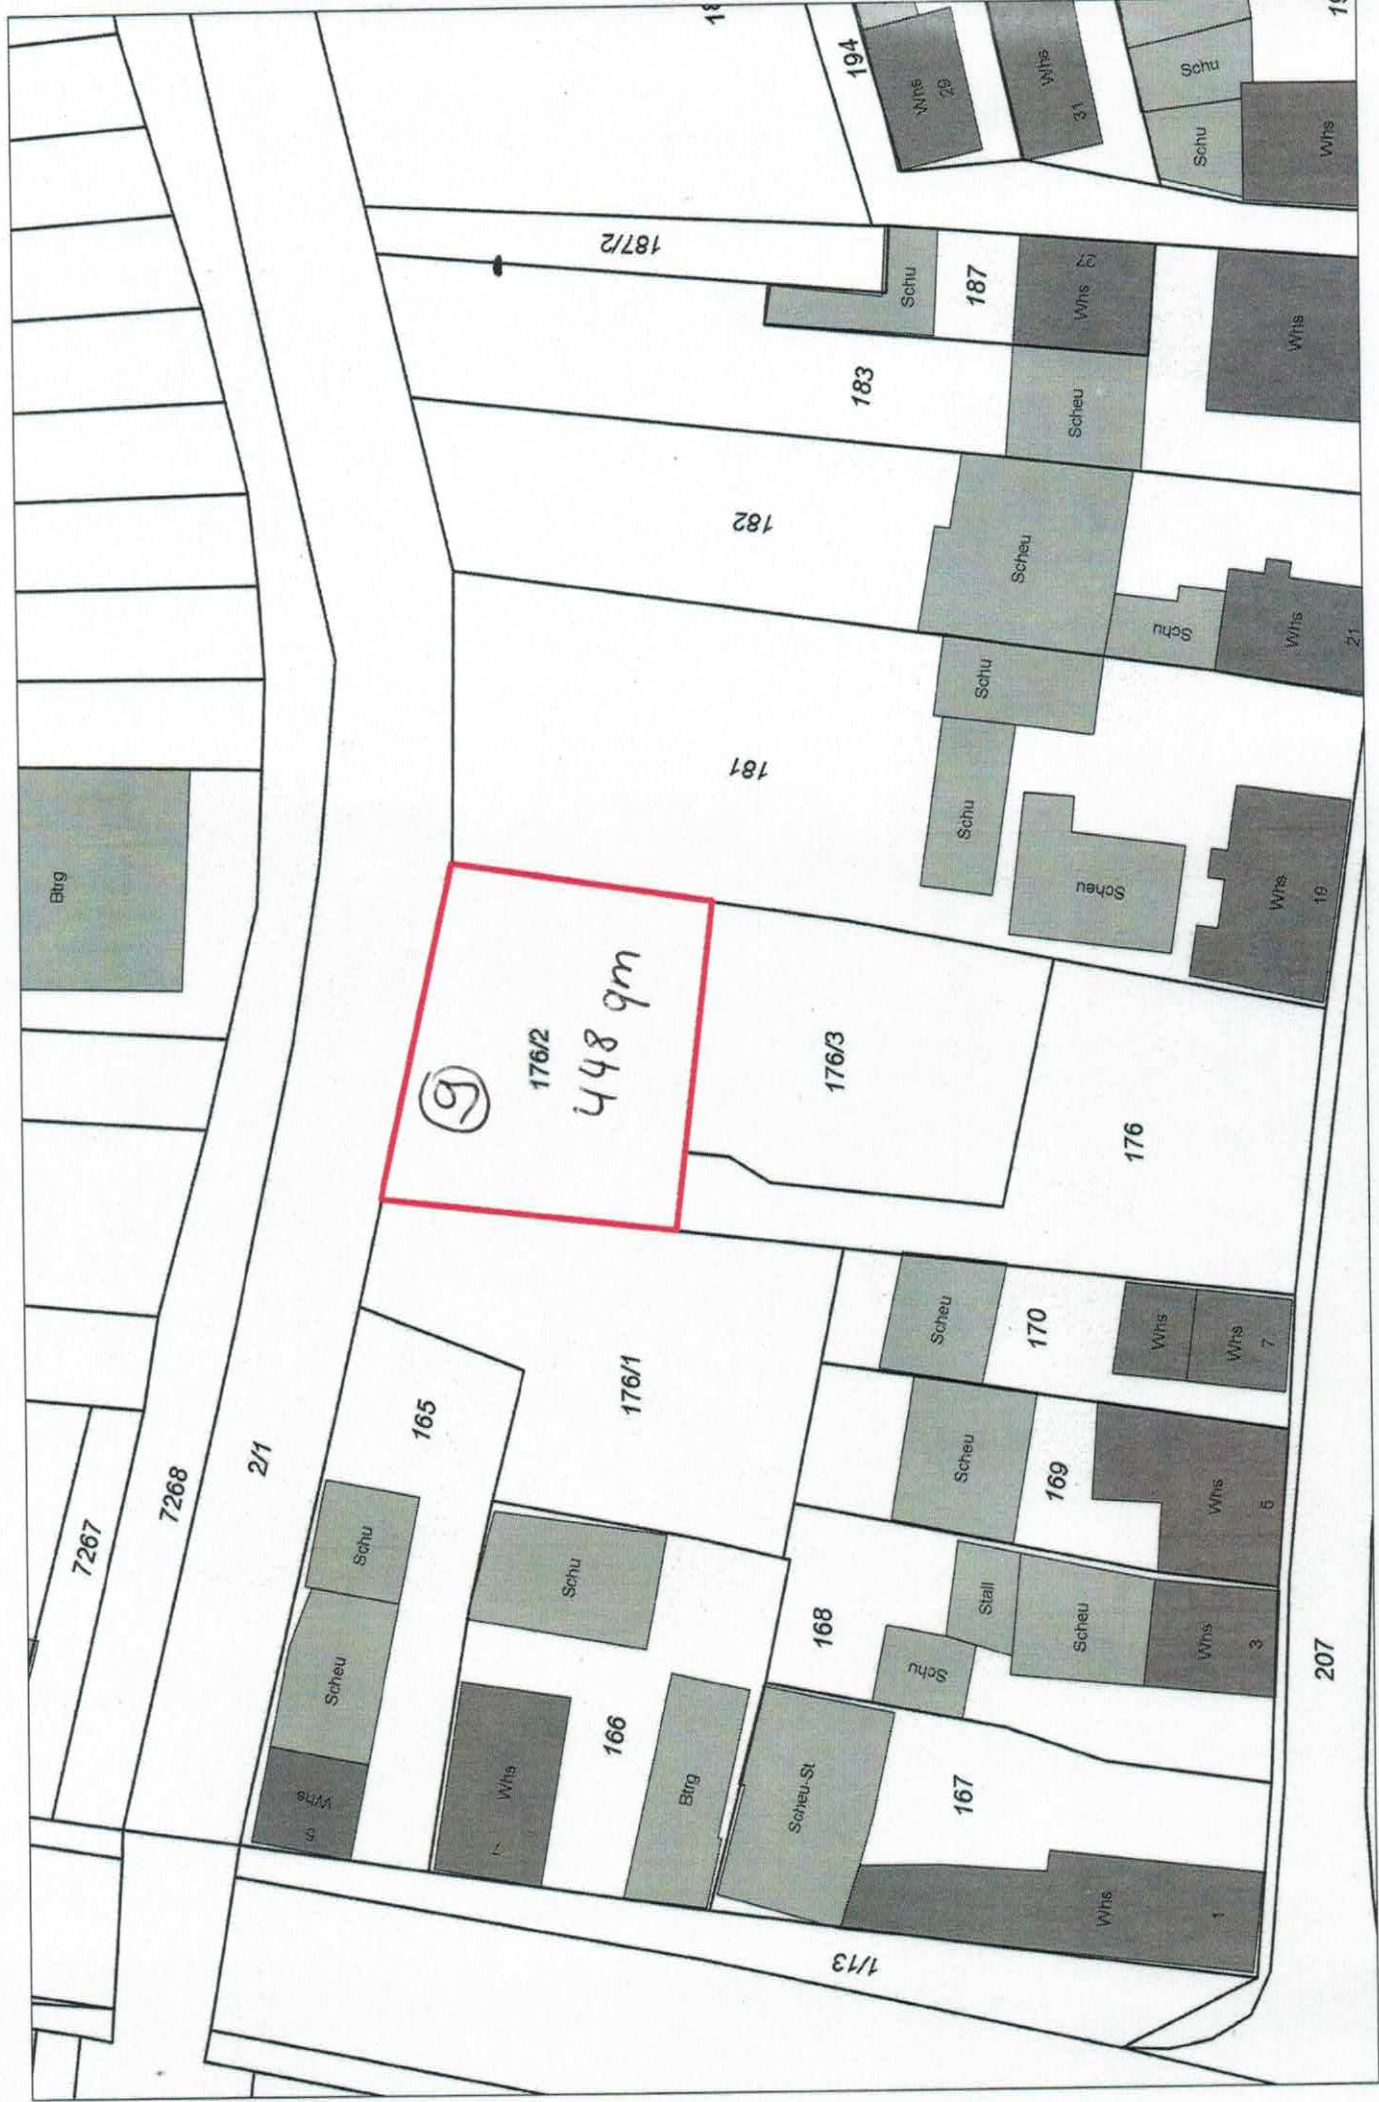 7267
Btrg
7268
2/1
Whs
5
Scheu
Schu
165
⑨
176/2
448 qm
Whs
7
Schu
166
176/1
187/2
Btrg
181
182
Scheu-St
168
176/3
183
194
1/13
Schu
Scheu
Schu
Schu
Schu
Whs
29
167
Stall
Scheu
187
Scheu
169
170
Scheu
Scheu
Whs
31
Scheu
Whs
27
Whs
1
176
Whs
Schu
Schu
Schu
Whs
3
Whs
5
Whs
7
Whs
19
Whs
21
Whs
Whs
207